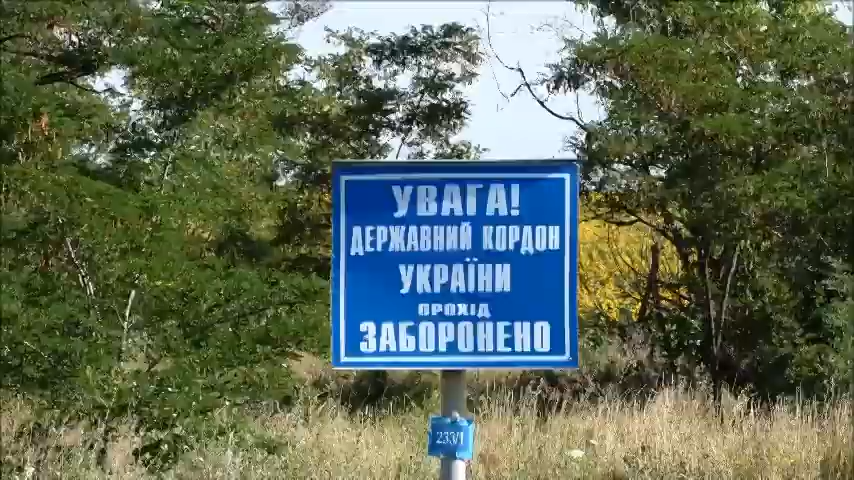 УВАГА!
ДЕРЖАВНИЙ КОРДОН
УКРАЇНИ
ПРОХІД
ЗАБОРОНЕНО
233/1